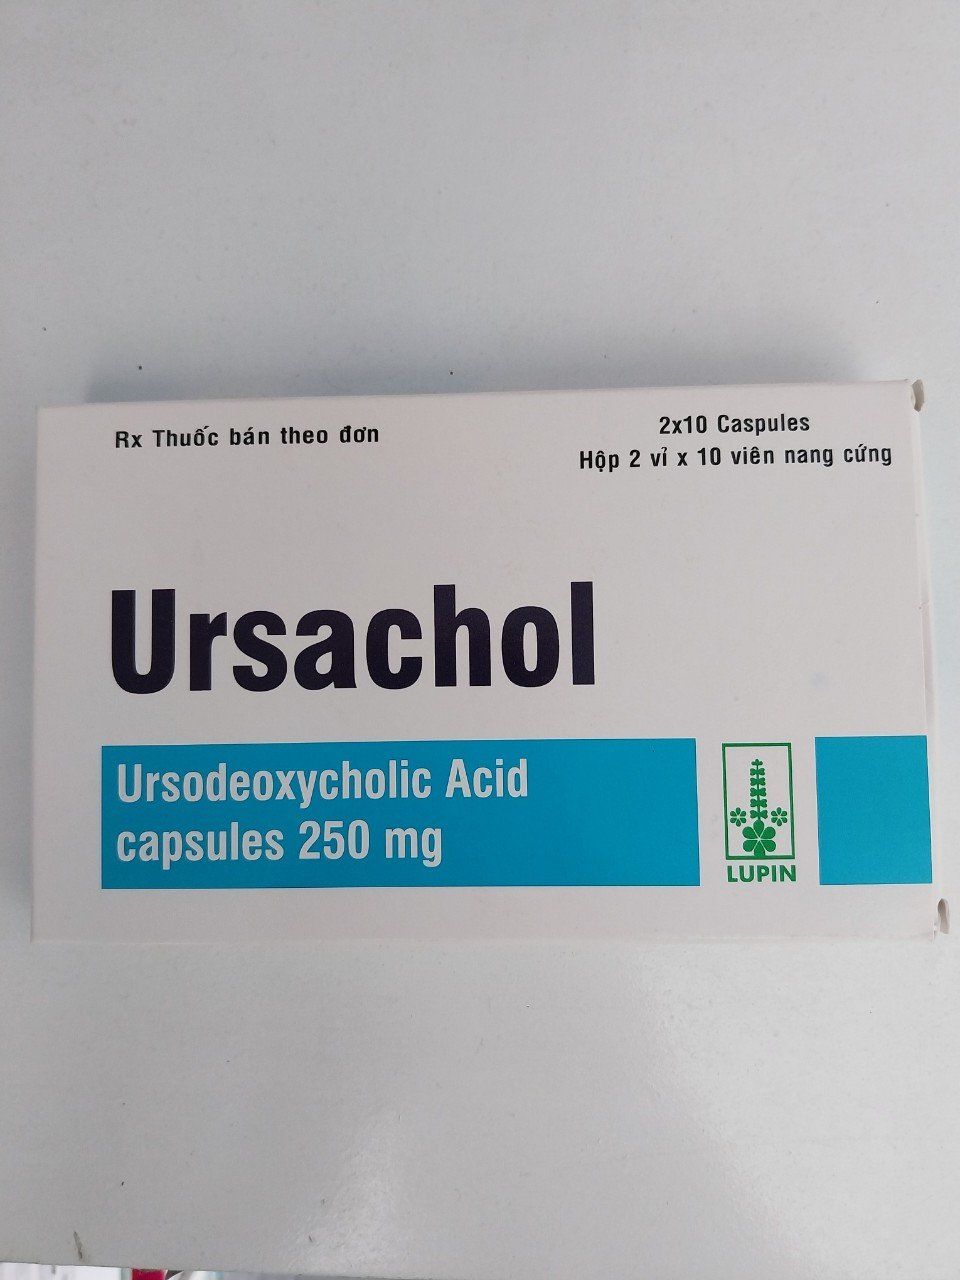 Rx Thuốc bán theo đơn
2x10 Caspules
Hộp 2 vỉ x 10 viên nang cứng
Ursachol
Ursodeoxycholic Acid
capsules 250 mg
LUPIN